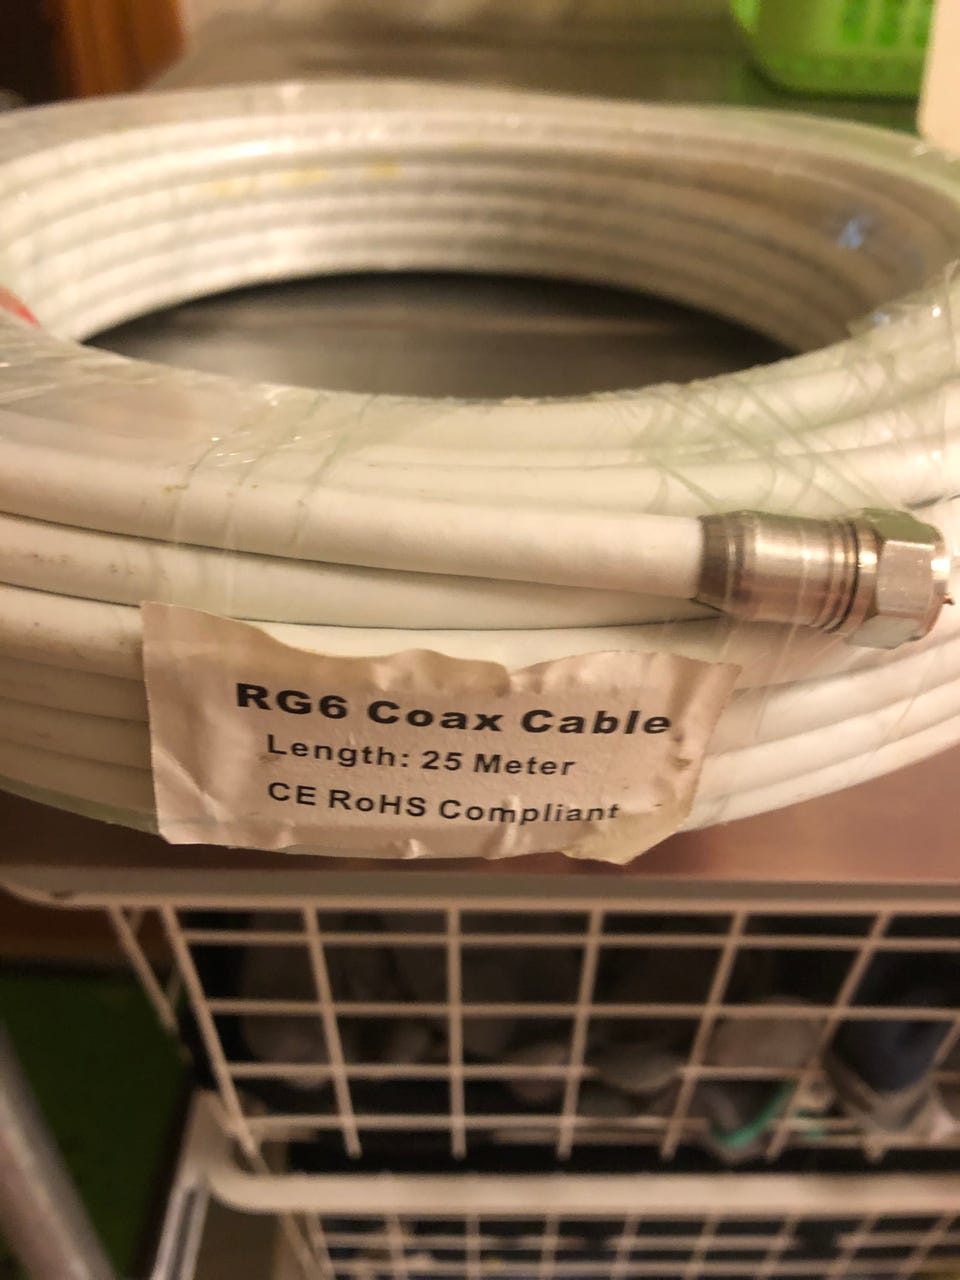 RG6 Coax Cable
Length: 25 Meter
CE RoHS Compliant